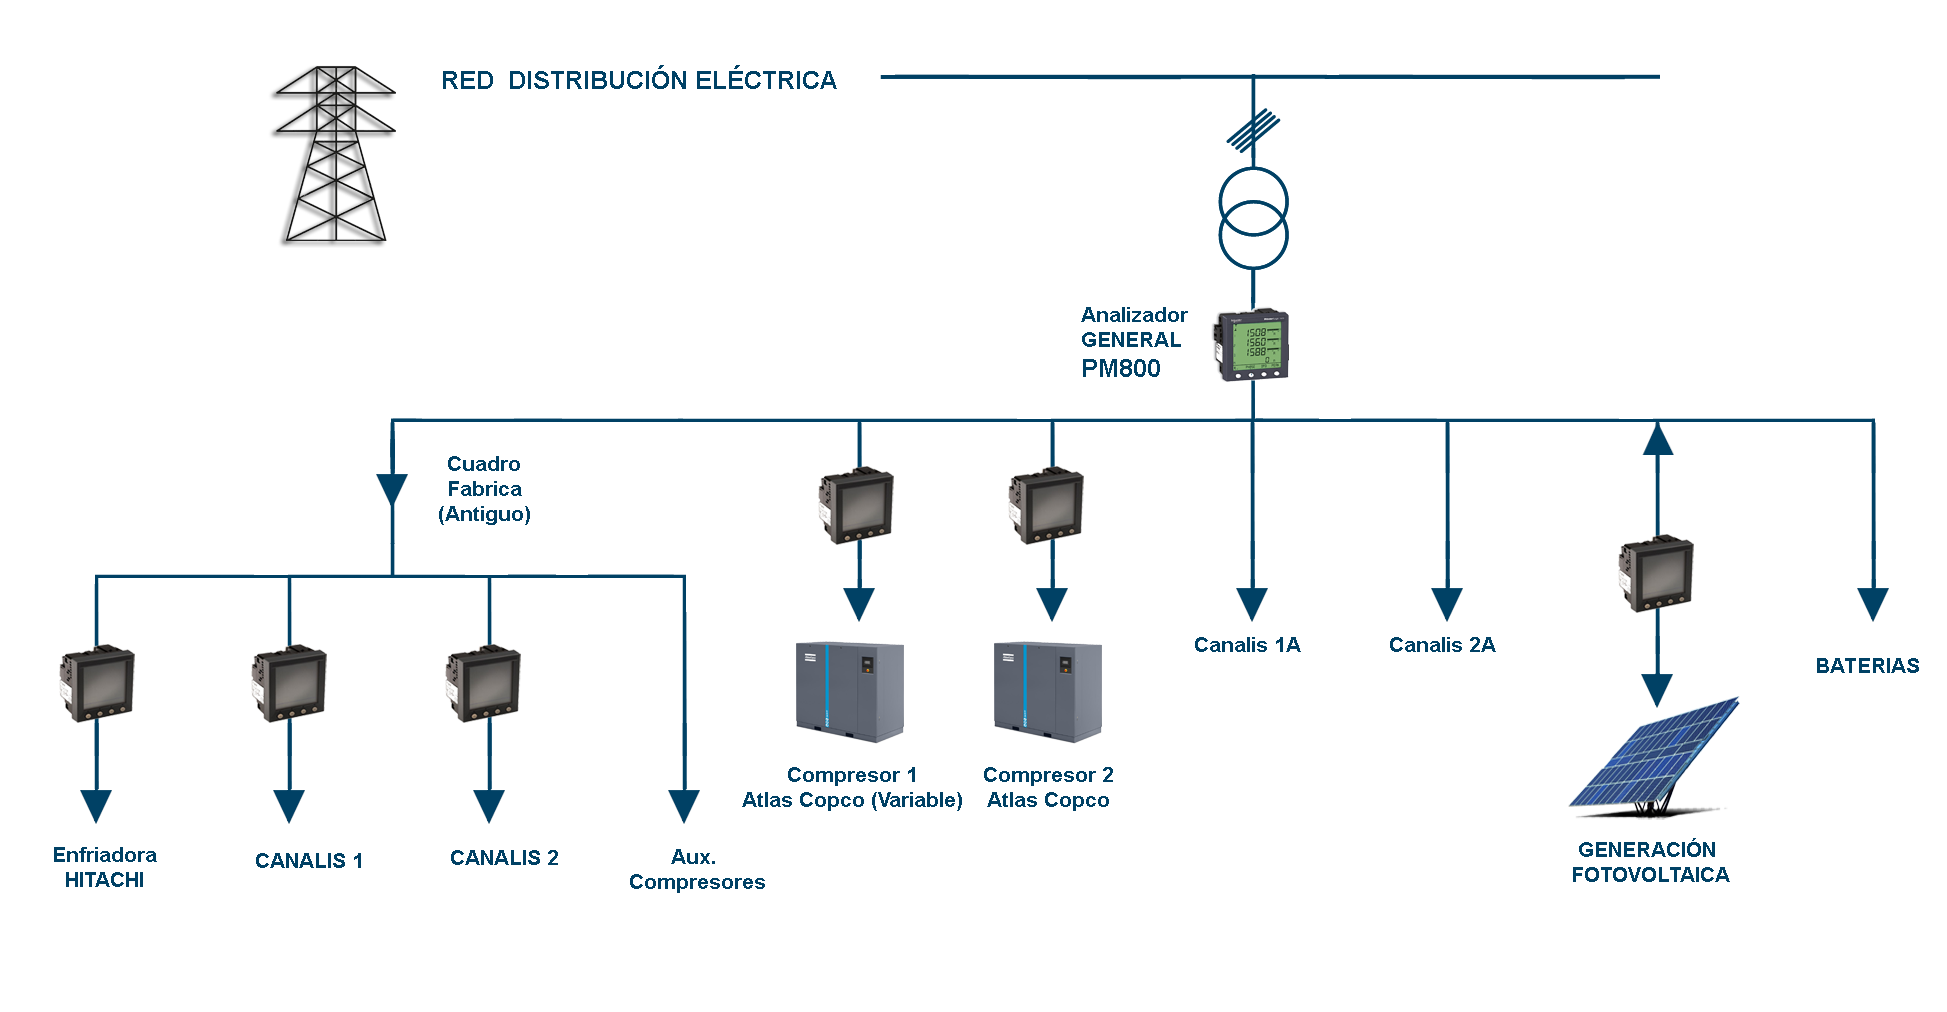 RED DISTRIBUCIÓN ELÉCTRICA
Analizador
GENERAL
PM800
1508
1560
1588
0
Cuadro
Fabrica
(Antiguo)
Canalis 1A
Canalis 2A
BATERIAS
Compresor 1
Atlas Copco (Variable)
Compresor 2
Atlas Copco
Enfriadora
HITACHI
CANALIS 1
CANALIS 2
Aux.
Compresores
GENERACIÓN
FOTOVOLTAICA